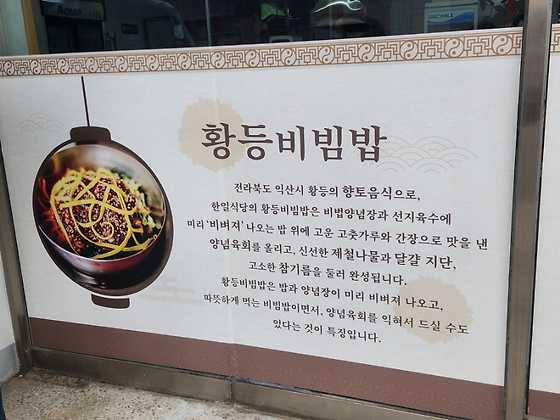 황등비빔밥
전라북도 익산시 황등의 향토음식으로,
한일식당의 황등비빔밥은 비법양념장과 선지육수에
미리 '비벼져' 나오는 밥 위에 고운 고춧가루와 간장으로 맛을 낸
양념육회를 올리고, 신선한 제철나물과 달걀 지단,
고소한 참기름을 둘러 완성됩니다.
황등비빔밥은 밥과 양념장이 미리 비벼져 나오고,
따뜻하게 먹는 비빔밥이면서, 양념육회를 익혀서 드실 수도
있다는 것이 특징입니다.